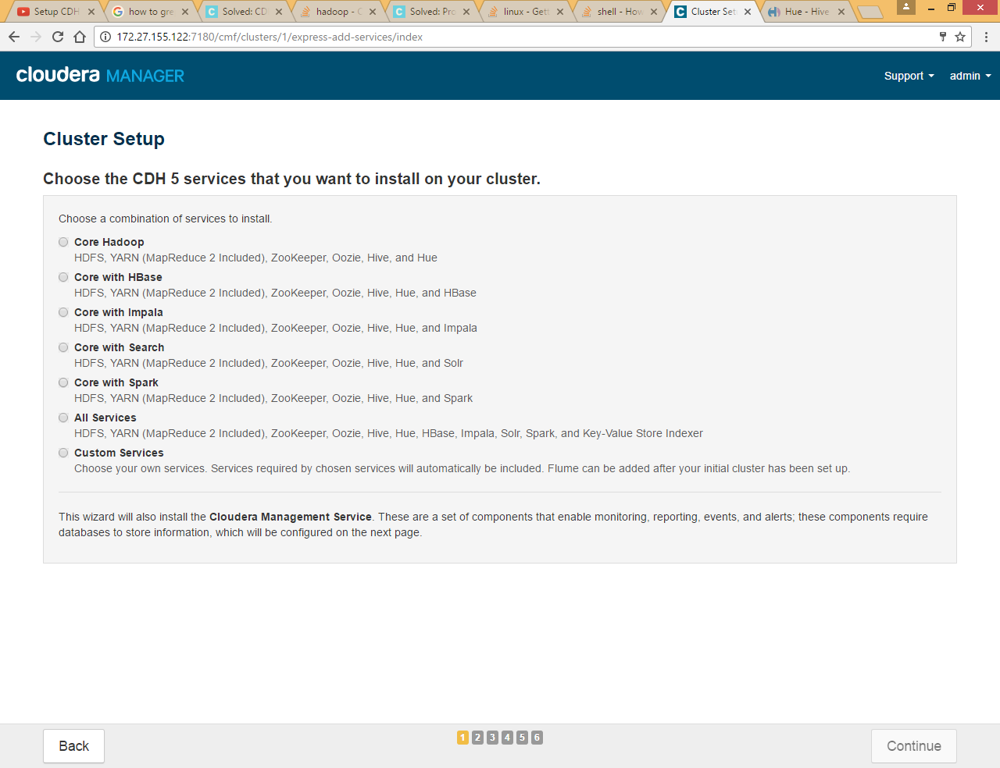 Setup CDH
how to gre
Solved: CD
hadoop - C
Solved: Pro
linux - Gett
shell - How
Cluster Set
Hue - Hive
172.27.155.122:7180/cmf/clusters/1/express-add-services/index
cloudera MANAGER
Support
admin
Cluster Setup
Choose the CDH 5 services that you want to install on your cluster.
Choose a combination of services to install.
Core Hadoop
HDFS, YARN (MapReduce 2 Included), ZooKeeper, Oozie, Hive, and Hue
Core with HBase
HDFS, YARN (MapReduce 2 Included), ZooKeeper, Oozie, Hive, Hue, and HBase
Core with Impala
HDFS, YARN (MapReduce 2 Included), ZooKeeper, Oozie, Hive, Hue, and Impala
Core with Search
HDFS, YARN (MapReduce 2 Included), ZooKeeper, Oozie, Hive, Hue, and Solr
Core with Spark
HDFS, YARN (MapReduce 2 Included), ZooKeeper, Oozie, Hive, Hue, and Spark
All Services
HDFS, YARN (MapReduce 2 Included), ZooKeeper, Oozie, Hive, Hue, HBase, Impala, Solr, Spark, and Key-Value Store Indexer
Custom Services
Choose your own services. Services required by chosen services will automatically be included. Flume can be added after your initial cluster has been set up.
This wizard will also install the Cloudera Management Service. These are a set of components that enable monitoring, reporting, events, and alerts; these components require
databases to store information, which will be configured on the next page.
Back
1 2 3 4 5 6
Continue